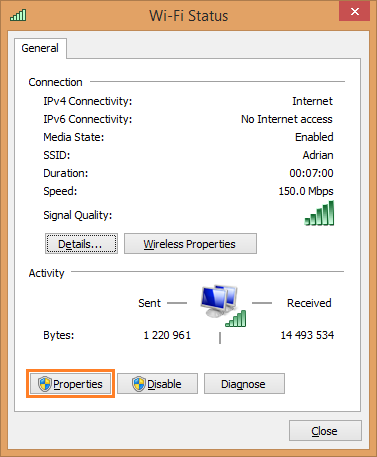 Wi-Fi Status
General
Connection
IPv4 Connectivity: Internet
IPv6 Connectivity: No Internet access
Media State: Enabled
SSID: Adrian
Duration: 00:07:00
Speed: 150.0 Mbps
Signal Quality:
Details... Wireless Properties
Activity
Sent Received
Bytes: 1 220 961 14 493 534
Properties Disable Diagnose
Close